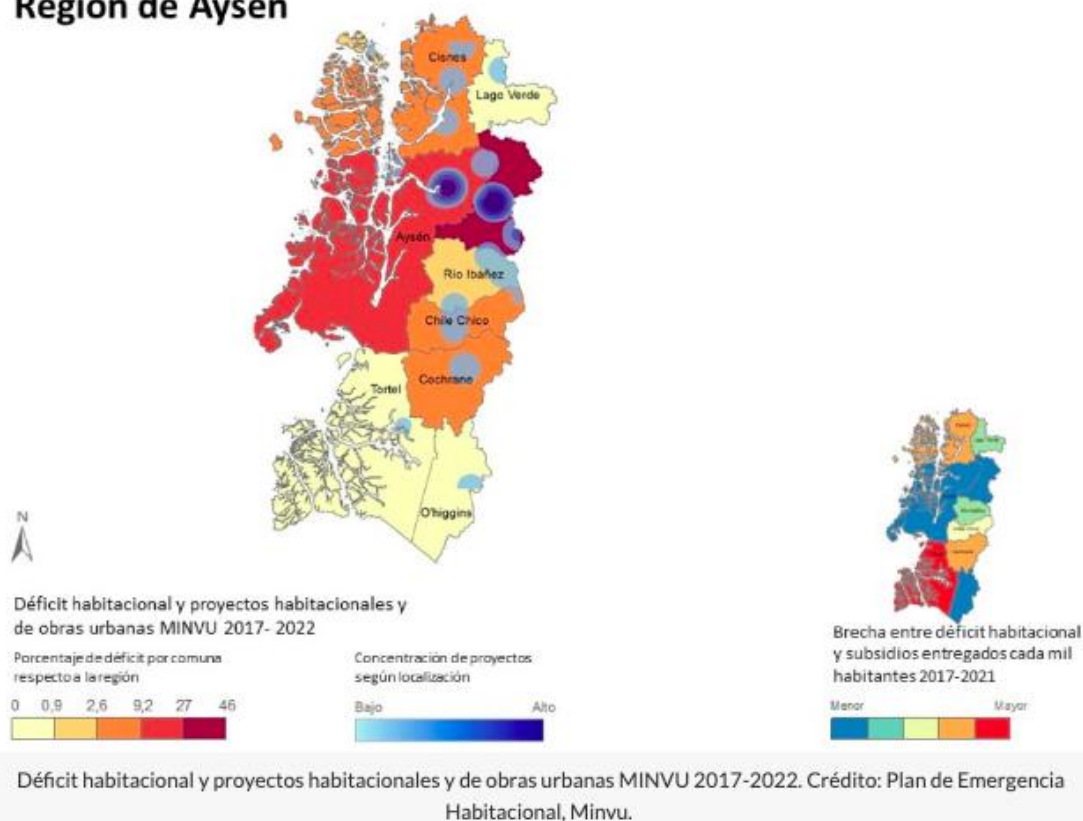 Región de Aysén
Cisnes
Lago Verde
Aysén
Río Ibáñez
Chile Chico
Cochrane
Tortel
O'higgins
N
Déficit habitacional y proyectos habitacionales y
de obras urbanas MINVU 2017- 2022
Porcentaje de déficit por comuna
respecto a la región
0 0,9 2,6 9,2 27 46
Concentración de proyectos
según localización
Bajo Alto
Brecha entre déficit habitacional
y subsidios entregados cada mil
habitantes 2017-2021
Menor Mayor
Déficit habitacional y proyectos habitacionales y de obras urbanas MINVU 2017-2022. Crédito: Plan de Emergencia
Habitacional, Minvu.